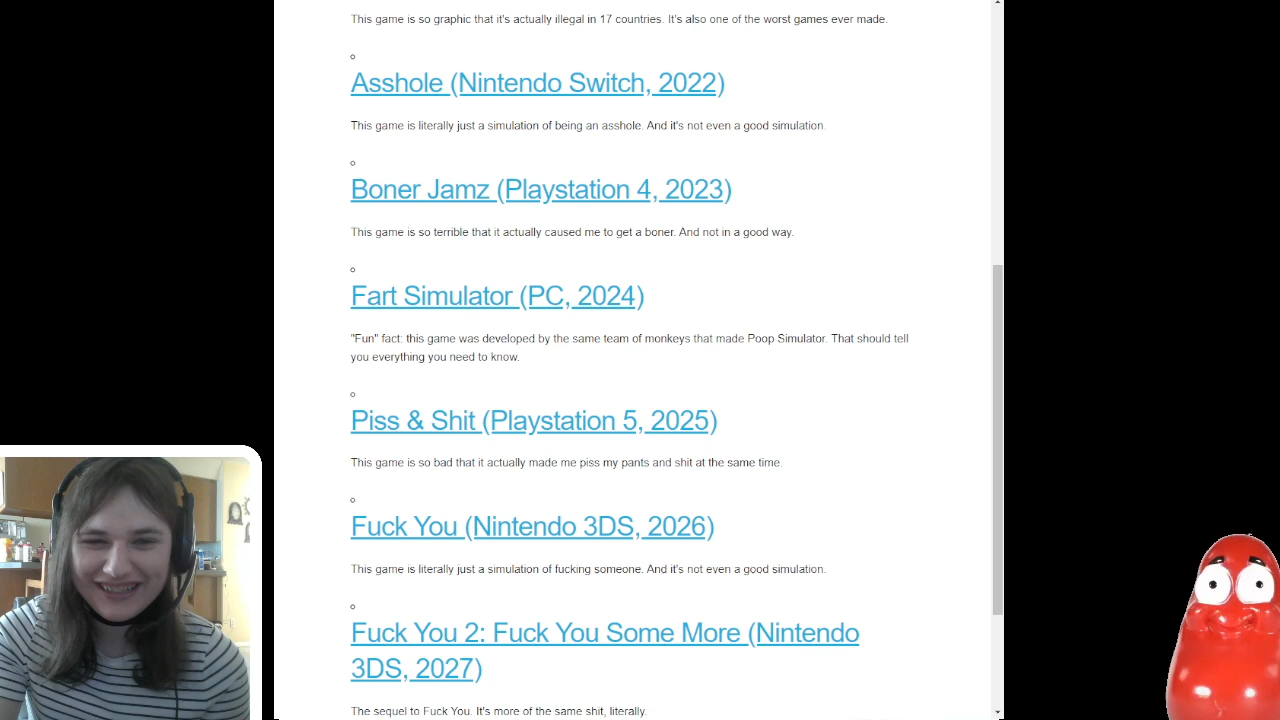 This game is so graphic that it's actually illegal in 17 countries. It's also one of the worst games ever made.
Asshole (Nintendo Switch, 2022)
This game is literally just a simulation of being an asshole. And it's not even a good simulation.
Boner Jamz (Playstation 4, 2023)
This game is so terrible that it actually caused me to get a boner. And not in a good way.
Fart Simulator (PC, 2024)
"Fun" fact: this game was developed by the same team of monkeys that made Poop Simulator. That should tell
you everything you need to know.
Piss & Shit (Playstation 5, 2025)
This game is so bad that it actually made me piss my pants and shit at the same time.
Fuck You (Nintendo 3DS, 2026)
This game is literally just a simulation of fucking someone. And it's not even a good simulation.
Fuck You 2: Fuck You Some More (Nintendo
3DS, 2027)
The sequel to Fuck You. It's more of the same shit, literally.